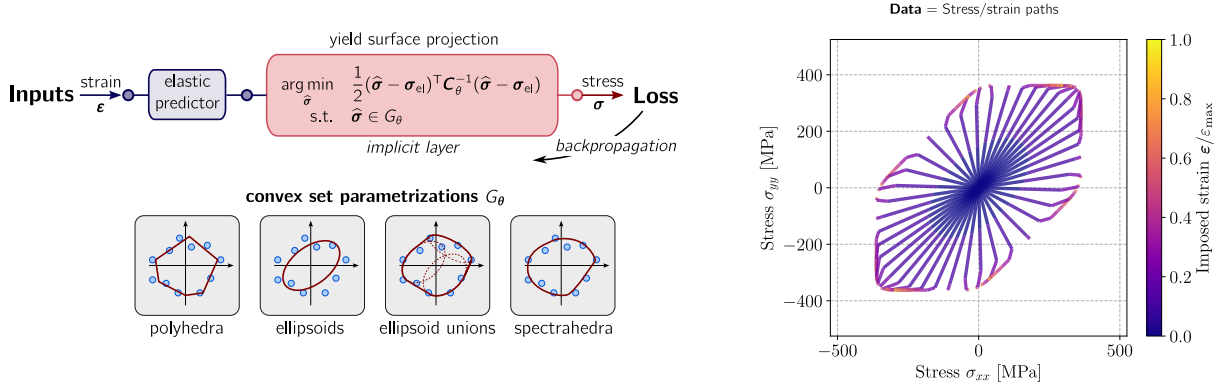 yield surface projection
Inputs
strain
ε
elastic
predictor
arg min 1/2 (σ̂ − σ_el)^⊤ C_θ^{−1} (σ̂ − σ_el)
σ̂
s.t. σ̂ ∈ G_θ
implicit layer
stress
σ
Loss
backpropagation
convex set parametrizations G_θ
polyhedra
ellipsoids
ellipsoid unions
spectrahedra
Data = Stress/strain paths
Stress σ_yy [MPa]
400
200
0
−200
−400
−500
0
500
Stress σ_xx [MPa]
1.0
0.8
0.6
0.4
0.2
0.0
Imposed strain ε/ε_max